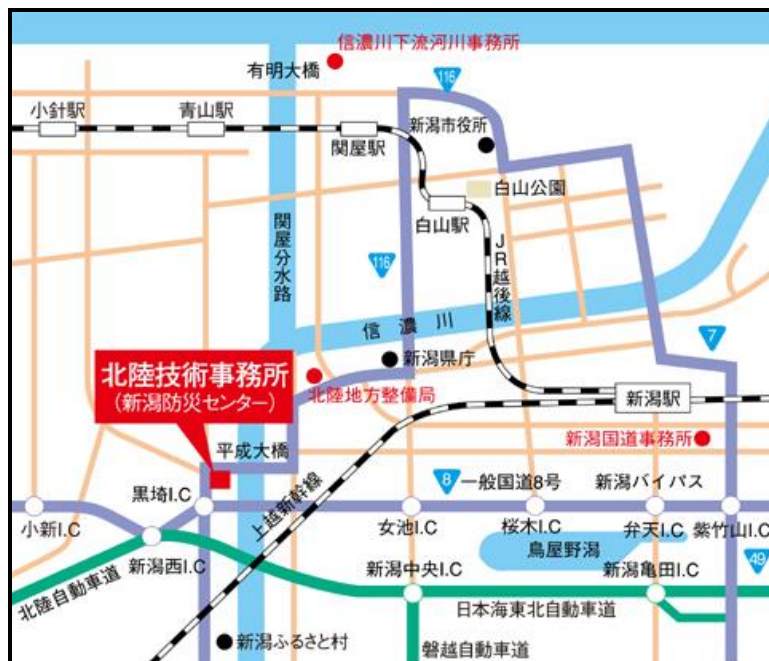 信濃川下流河川事務所
有明大橋
116
小針駅
青山駅
関屋駅
新潟市役所
白山公園
白山駅
関屋分水路
116
JR越後線
信濃川
新潟県庁
7
北陸技術事務所
(新潟防災センター)
北陸地方整備局
新潟駅
新潟国道事務所
平成大橋
黒埼I.C
上越新幹線
8
一般国道8号
新潟バイパス
小新I.C
女池I.C
桜木I.C
弁天I.C
紫竹山I.C
鳥屋野潟
新潟西I.C
新潟中央I.C
新潟亀田I.C
49
北陸自動車道
日本海東北自動車道
新潟ふるさと村
磐越自動車道